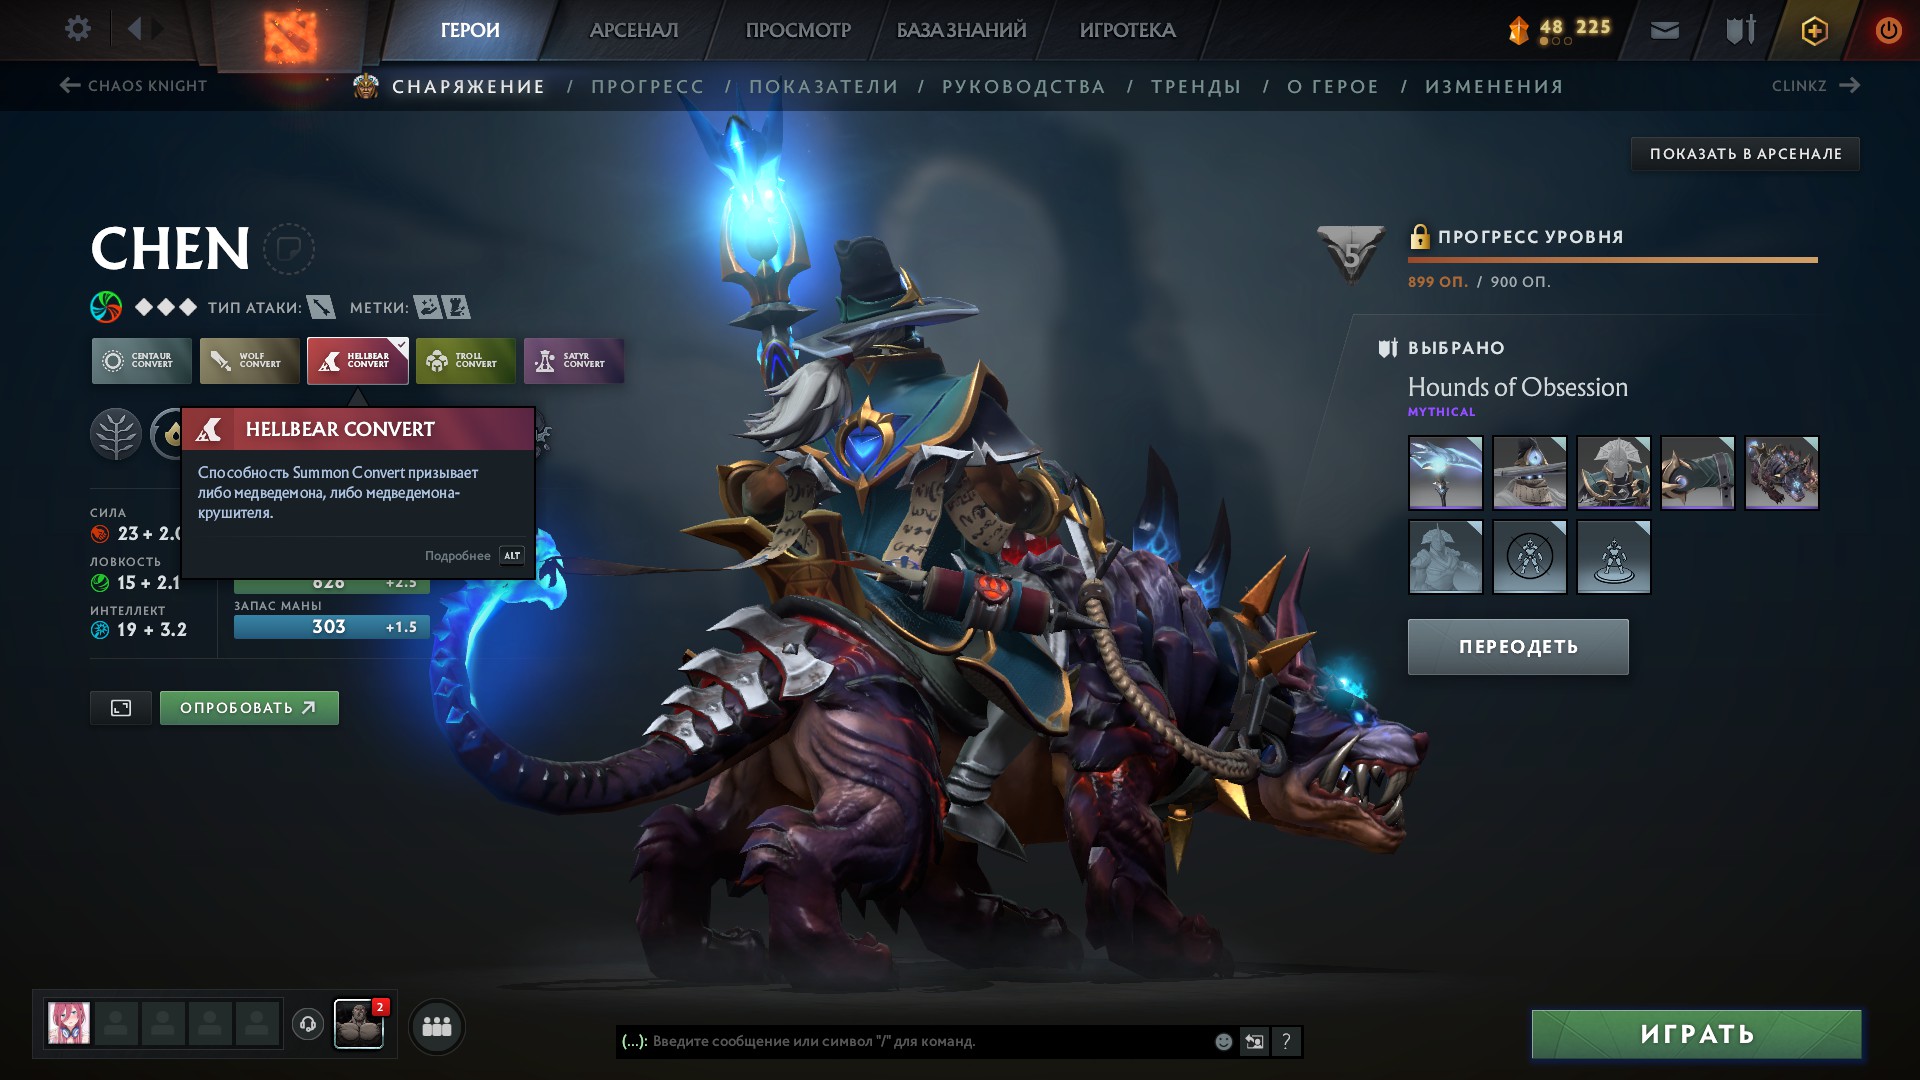 ГЕРОИ
АРСЕНАЛ
ПРОСМОТР
БАЗА ЗНАНИЙ
ИГРОТЕКА
48 225
CHAOS KNIGHT
СНАРЯЖЕНИЕ / ПРОГРЕСС / ПОКАЗАТЕЛИ / РУКОВОДСТВА / ТРЕНДЫ / О ГЕРОЕ / ИЗМЕНЕНИЯ
CLINKZ
ПОКАЗАТЬ В АРСЕНАЛЕ
CHEN
ТИП АТАКИ:
МЕТКИ:
CENTAUR CONVERT
WOLF CONVERT
HELLBEAR CONVERT
TROLL CONVERT
SATYR CONVERT
HELLBEAR CONVERT
Способность Summon Convert призывает
либо медведемона, либо медведемона-
крушителя.
Подробнее ALT
СИЛА
23 + 2.0
ЛОВКОСТЬ
15 + 2.1
ИНТЕЛЛЕКТ
19 + 3.2
626 +2.5
ЗАПАС МАНЫ
303 +1.5
ОПРОБОВАТЬ
5
ПРОГРЕСС УРОВНЯ
899 ОП. / 900 ОП.
ВЫБРАНО
Hounds of Obsession
MYTHICAL
ПЕРЕОДЕТЬ
2
(...): Введите сообщение или символ "/" для команд.
?
ИГРАТЬ